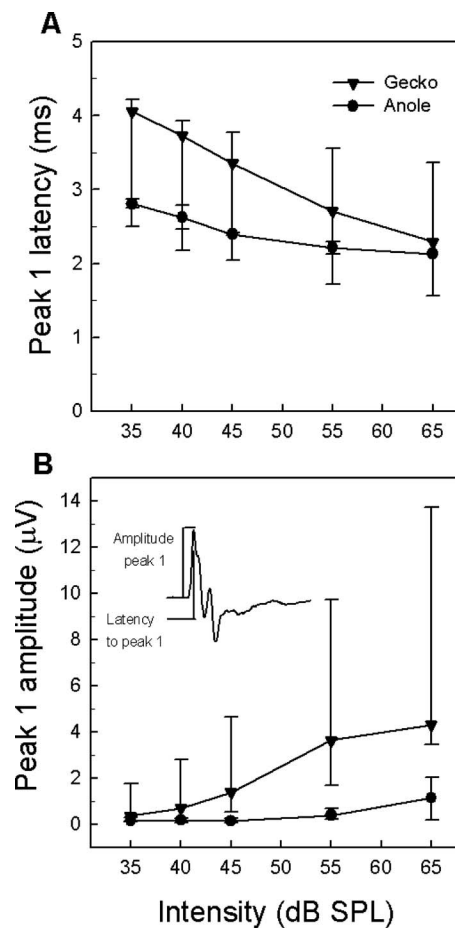 A
5
4
3
2
1
0
Peak 1 latency (ms)
Gecko
Anole
35 40 45 50 55 60 65
B
14
12
10
8
6
4
2
0
Peak 1 amplitude (μV)
Amplitude
peak 1
Latency
to peak 1
35 40 45 50 55 60 65
Intensity (dB SPL)